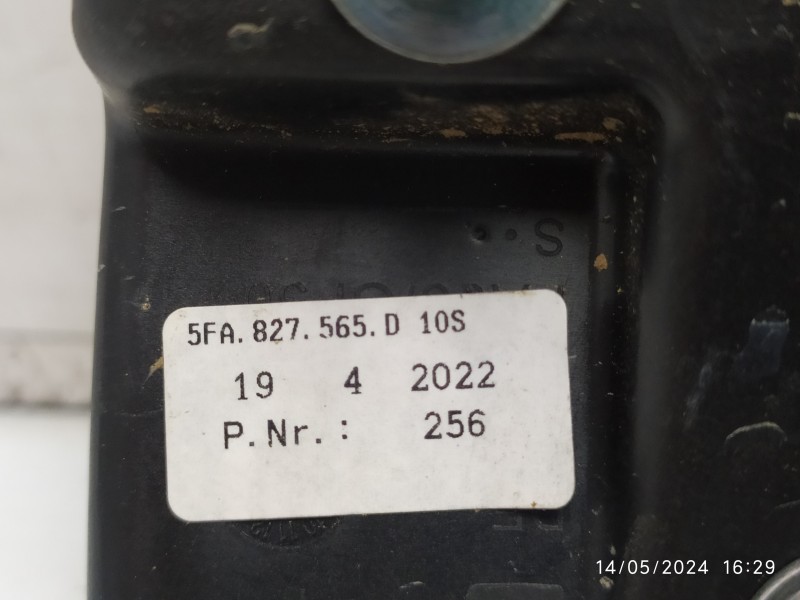 S
5FA.827.565.D 10S
19 4 2022
P.Nr.: 256
14/05/2024 16:29